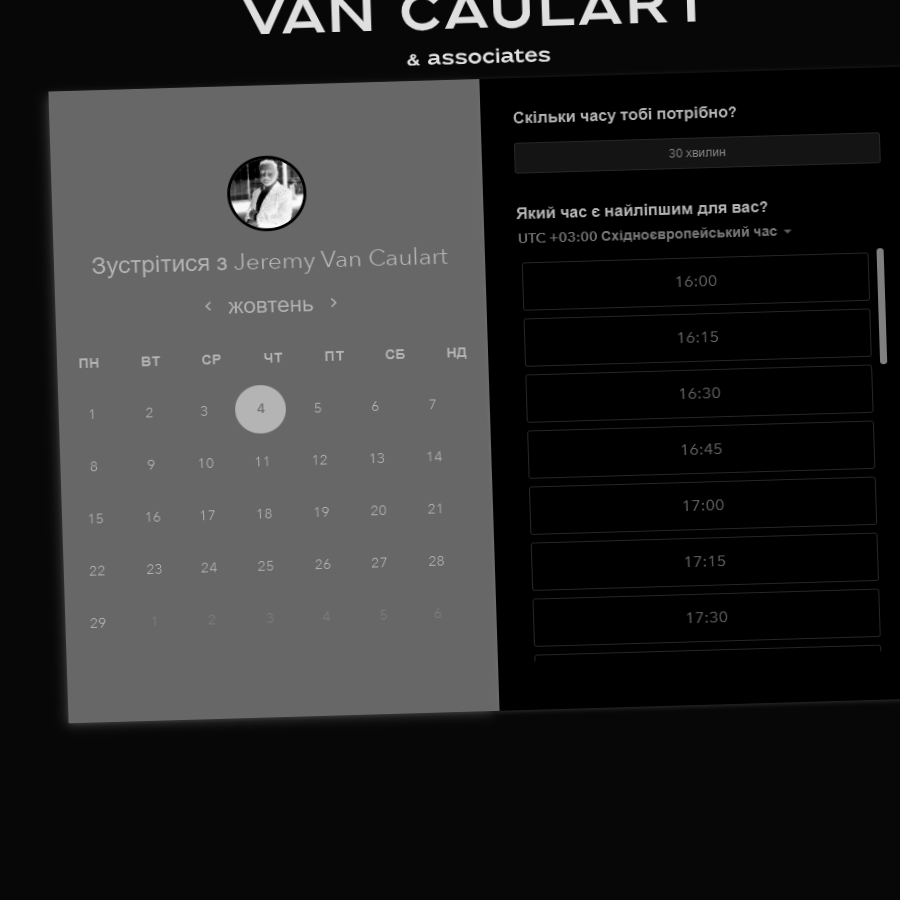 VAN CAULART
& associates
Зустрітися з Jeremy Van Caulart
жовтень
ПН ВТ СР ЧТ ПТ СБ НД
1 2 3 4 5 6 7
8 9 10 11 12 13 14
15 16 17 18 19 20 21
22 23 24 25 26 27 28
29 1 2 3 4 5 6
Скільки часу тобі потрібно?
30 хвилин
Який час є найліпшим для вас?
UTC +03:00 Східноєвропейський час
16:00
16:15
16:30
16:45
17:00
17:15
17:30